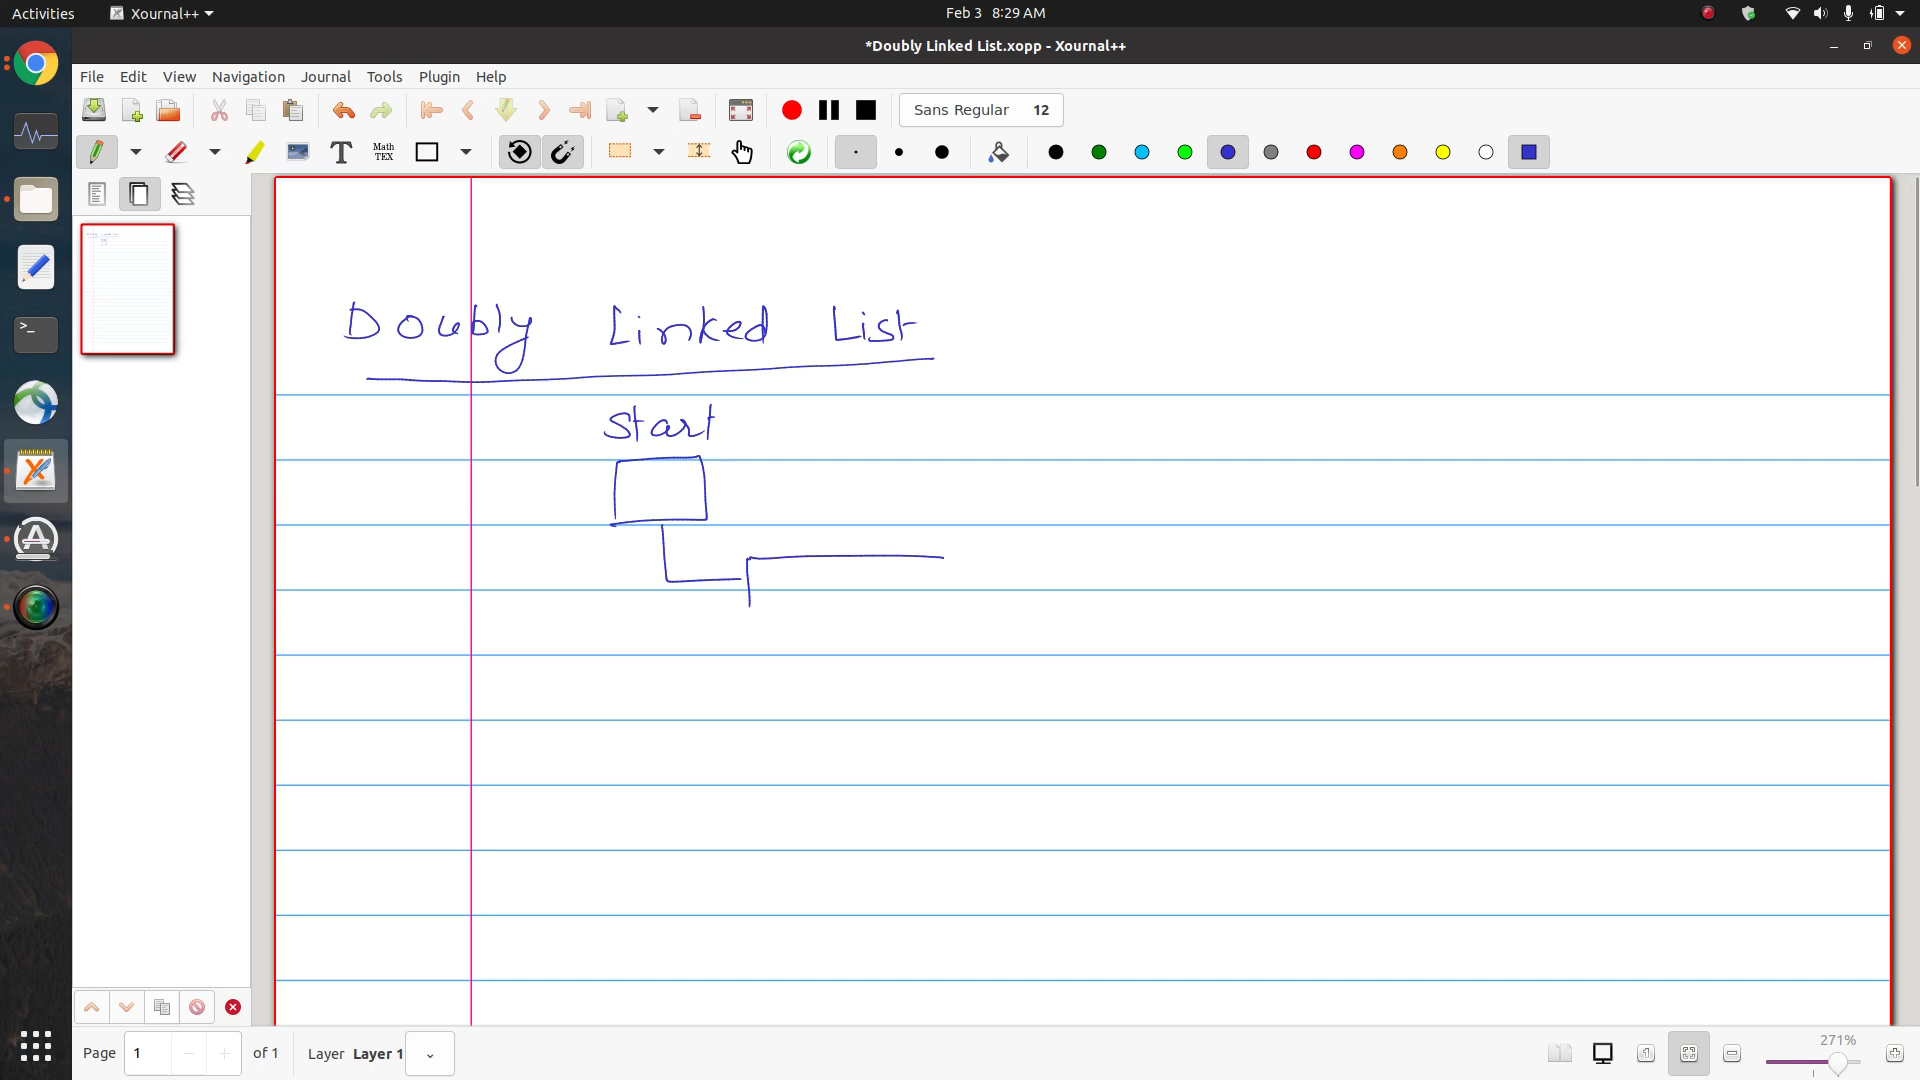 Activities Xournal++ Feb 3 8:29 AM
*Doubly Linked List.xopp - Xournal++
File Edit View Navigation Journal Tools Plugin Help
Sans Regular 12
T Math TEX
Doubly Linked List
Start
271%
Page 1 of 1 Layer Layer 1